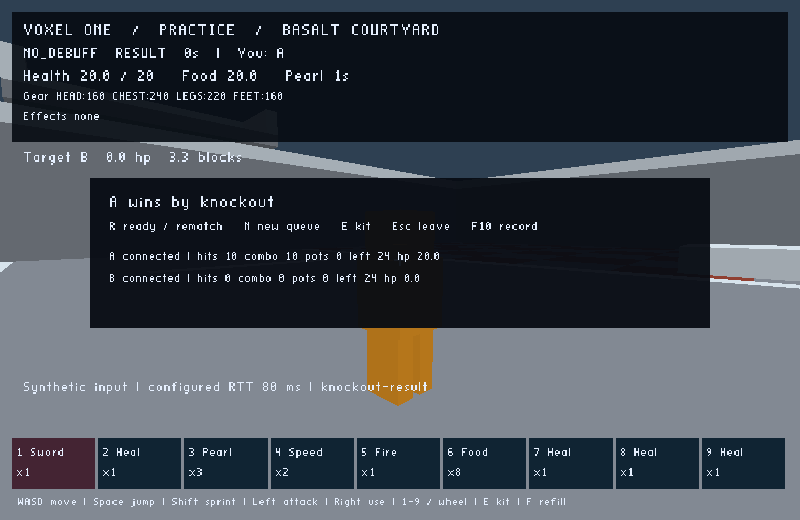 VOXEL ONE / PRACTICE / BASALT COURTYARD
NO_DEBUFF RESULT 0s | You: A
Health 20.0 / 20 Food 20.0 Pearl 1s
Gear HEAD:160 CHEST:240 LEGS:220 FEET:160
Effects none
Target B 0.0 hp 3.3 blocks
A wins by knockout
R ready / rematch N new queue E kit Esc leave F10 record
A connected | hits 10 combo 10 pots 0 left 24 hp 20.0
B connected | hits 0 combo 0 pots 0 left 24 hp 0.0
Synthetic input | configured RTT 80 ms | knockout-result
1 Sword 2 Heal 3 Pearl 4 Speed 5 Fire 6 Food 7 Heal 8 Heal 9 Heal
x1 x1 x3 x2 x1 x8 x1 x1 x1
WASD move | Space jump | Shift sprint | Left attack | Right use | 1-9 / wheel | E kit | F refill